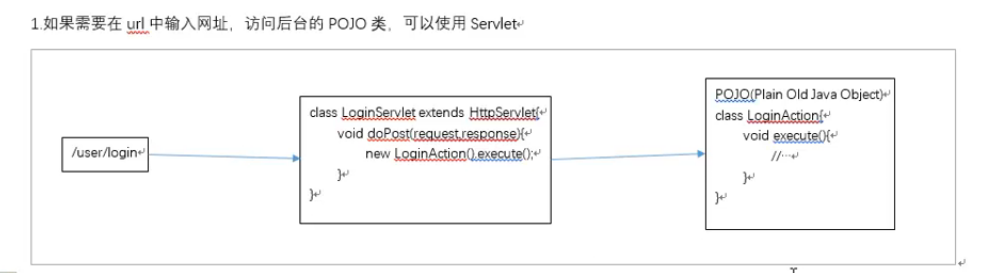 1.如果需要在 url 中输入网址，访问后台的 POJO 类，可以使用 Servlet
/user/login
class LoginServlet extends HttpServlet{
void doPost(request,response){
new LoginAction().execute();
}
}
POJO(Plain Old Java Object)
class LoginAction{
void execute(){
//…
}
}